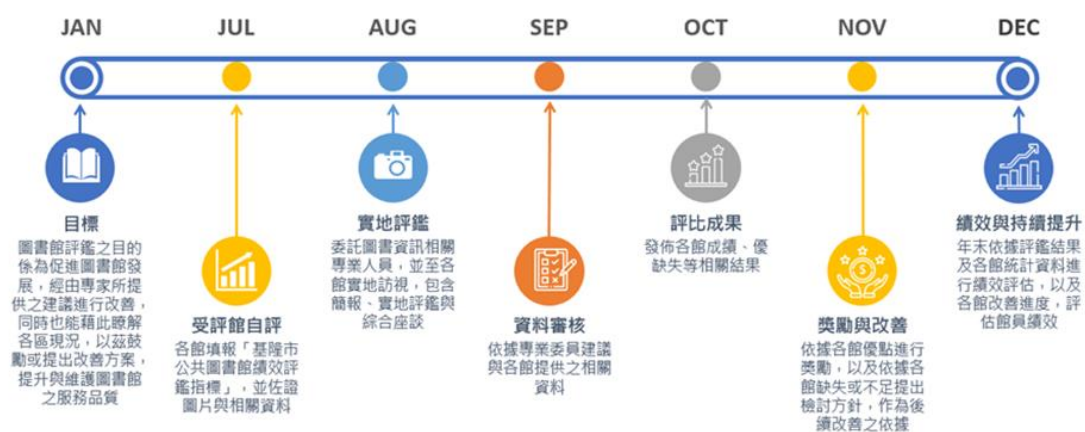 JAN
JUL
AUG
SEP
OCT
NOV
DEC
目標
圖書館評鑑之目的
係為促進圖書館發
展，經由專家所提
供之建議進行改善，
同時也能藉此瞭解
各區現況，以茲鼓
勵或提出改善方案，
提升與維護圖書館
之服務品質
受評館自評
各館填報「基隆市
公共圖書館績效評
鑑指標」，並佐證
圖片與相關資料
實地評鑑
委託圖書資訊相關
專業人員，並至各
館實地訪視，包含
簡報、實地評鑑與
綜合座談
資料審核
依據專業委員建議
與各館提供之相關
資料
評比成果
發佈各館成績、優
缺失等相關結果
獎勵與改善
依據各館優點進行
獎勵，以及依據各
館缺失或不足提出
檢討方針，作為後
續改善之依據
績效與持續提升
年末依據評鑑結果
及各館統計資料進
行績效評估，以及
各館改善進度，評
估館員績效